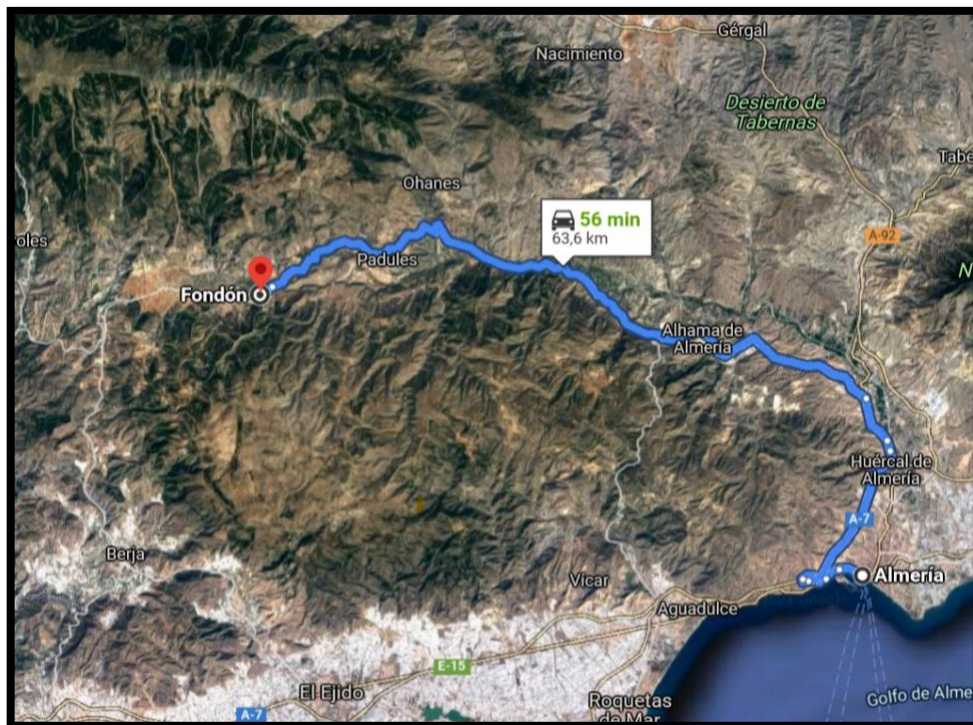 Gérgal
Nacimiento
Desierto de
Tabernas
Tabe
Ohanes
56 min
63,6 km
A-92
roles
Padules
N
Fondón
Alhama de
Almería
Huércal de
Almería
A-7
Berja
Almería
Vicar
Aguadulce
E-15
El Ejido
Roquetas
de Mar
Golfo de Alme
A-7